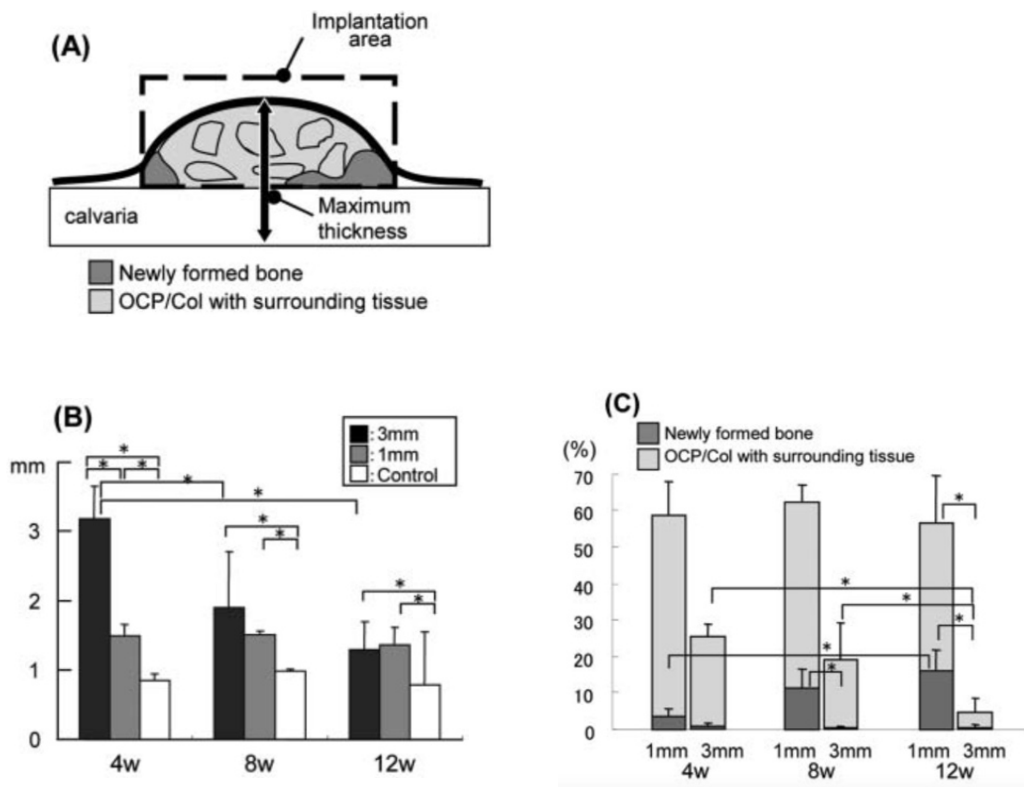 (A)
Implantation
area
calvaria
Maximum
thickness
Newly formed bone
OCP/Col with surrounding tissue
(B)
: 3mm
: 1mm
: Control
mm
3
2
1
0
* * *
* *
* *
* *
4w 8w 12w
(C)
Newly formed bone
OCP/Col with surrounding tissue
(%)
70
60
50
40
30
20
10
0
*
*
*
*
*
*
1mm 3mm 1mm 3mm 1mm 3mm
4w 8w 12w